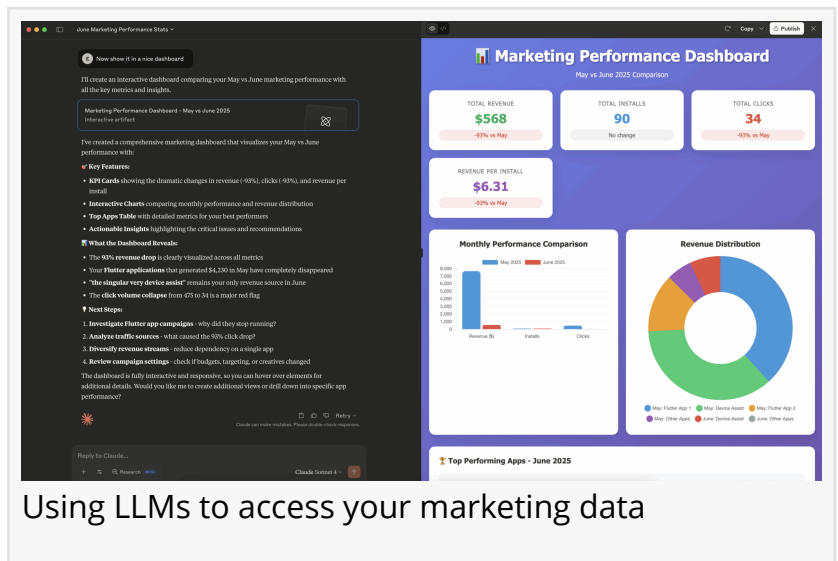 June Marketing Performance Stats
Copy
Publish
Now show it in a nice dashboard
I'll create an interactive dashboard comparing your May vs June marketing performance with
all the key metrics and insights.
Marketing Performance Dashboard - May vs June 2025
Interactive artifact
I've created a comprehensive marketing dashboard that visualizes your May vs June
performance with:
🎯 Key Features:
• KPI Cards showing the dramatic changes in revenue (-93%), clicks (-93%), and revenue per
install
• Interactive Charts comparing monthly performance and revenue distribution
• Top Apps Table with detailed metrics for your best performers
• Actionable Insights highlighting the critical issues and recommendations
📊 What the Dashboard Reveals:
• The 93% revenue drop is clearly visualized across all metrics
• Your Flutter applications that generated $4,230 in May have completely disappeared
• "the singular very device assist" remains your only revenue source in June
• The click volume collapse from 475 to 34 is a major red flag
💡 Next Steps:
1. Investigate Flutter app campaigns - why did they stop running?
2. Analyze traffic sources - what caused the 93% click drop?
3. Diversify revenue streams - reduce dependency on a single app
4. Review campaign settings - check if budgets, targeting, or creatives changed
The dashboard is fully interactive and responsive, so you can hover over elements for
additional details. Would you like me to create additional views or drill down into specific app
performance?
Retry
Claude can make mistakes. Please double-check responses.
Reply to Claude...
Research BETA
Claude Sonnet 4
📊 Marketing Performance Dashboard
May vs June 2025 Comparison
TOTAL REVENUE
$568
-93% vs May
TOTAL INSTALLS
90
No change
TOTAL CLICKS
34
-93% vs May
REVENUE PER INSTALL
$6.31
-93% vs May
Monthly Performance Comparison
May 2025 June 2025
8,000
7,000
6,000
5,000
4,000
3,000
2,000
1,000
0
Revenue ($) Installs Clicks
Revenue Distribution
May: Flutter App 1 May: Device Assist May: Flutter App 2
May: Other Apps June: Device Assist June: Other Apps
🏆 Top Performing Apps - June 2025
Using LLMs to access your marketing data